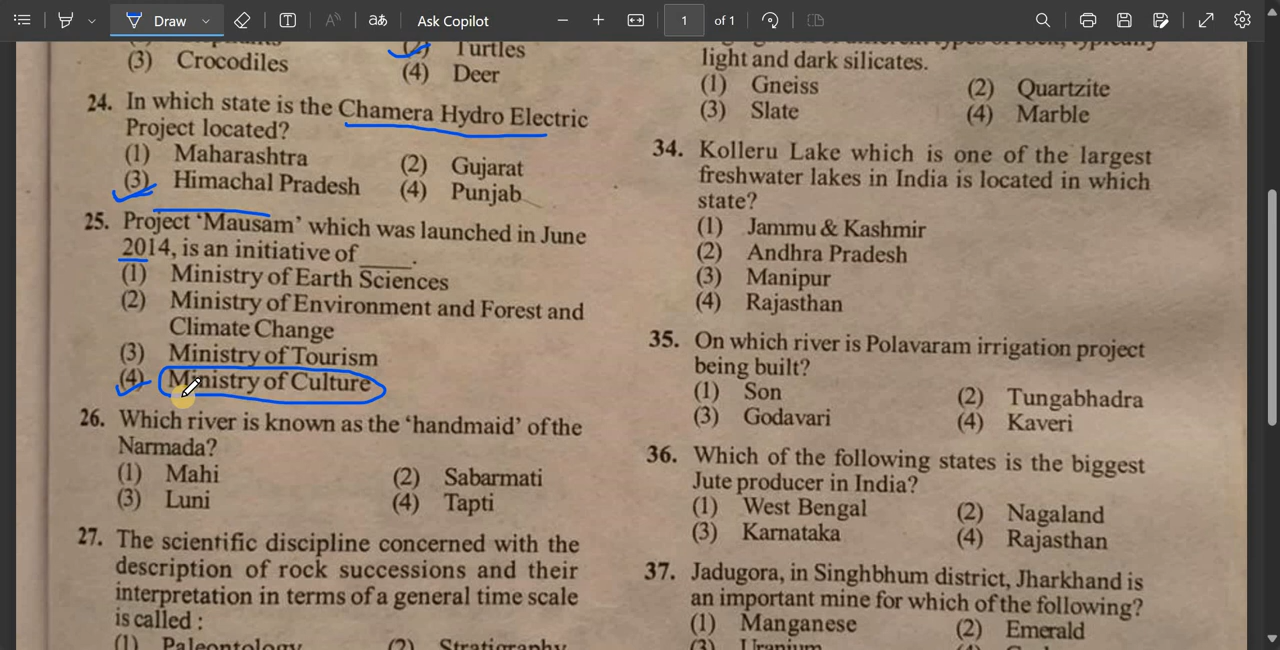 Draw
Ask Copilot
1 of 1
(2) Turtles
(3) Crocodiles
(4) Deer
24. In which state is the Chamera Hydro Electric
Project located?
(1) Maharashtra
(2) Gujarat
(3) Himachal Pradesh
(4) Punjab
25. Project ‘Mausam’ which was launched in June
2014, is an initiative of ____.
(1) Ministry of Earth Sciences
(2) Ministry of Environment and Forest and
Climate Change
(3) Ministry of Tourism
(4) Ministry of Culture
26. Which river is known as the ‘handmaid’ of the
Narmada?
(1) Mahi
(2) Sabarmati
(3) Luni
(4) Tapti
27. The scientific discipline concerned with the
description of rock successions and their
interpretation in terms of a general time scale
is called :
(1) Paleontology
(2) Stratigraphy
light and dark silicates.
(1) Gneiss
(2) Quartzite
(3) Slate
(4) Marble
34. Kolleru Lake which is one of the largest
freshwater lakes in India is located in which
state?
(1) Jammu & Kashmir
(2) Andhra Pradesh
(3) Manipur
(4) Rajasthan
35. On which river is Polavaram irrigation project
being built?
(1) Son
(2) Tungabhadra
(3) Godavari
(4) Kaveri
36. Which of the following states is the biggest
Jute producer in India?
(1) West Bengal
(2) Nagaland
(3) Karnataka
(4) Rajasthan
37. Jadugora, in Singhbhum district, Jharkhand is
an important mine for which of the following?
(1) Manganese
(2) Emerald
(3) Uranium